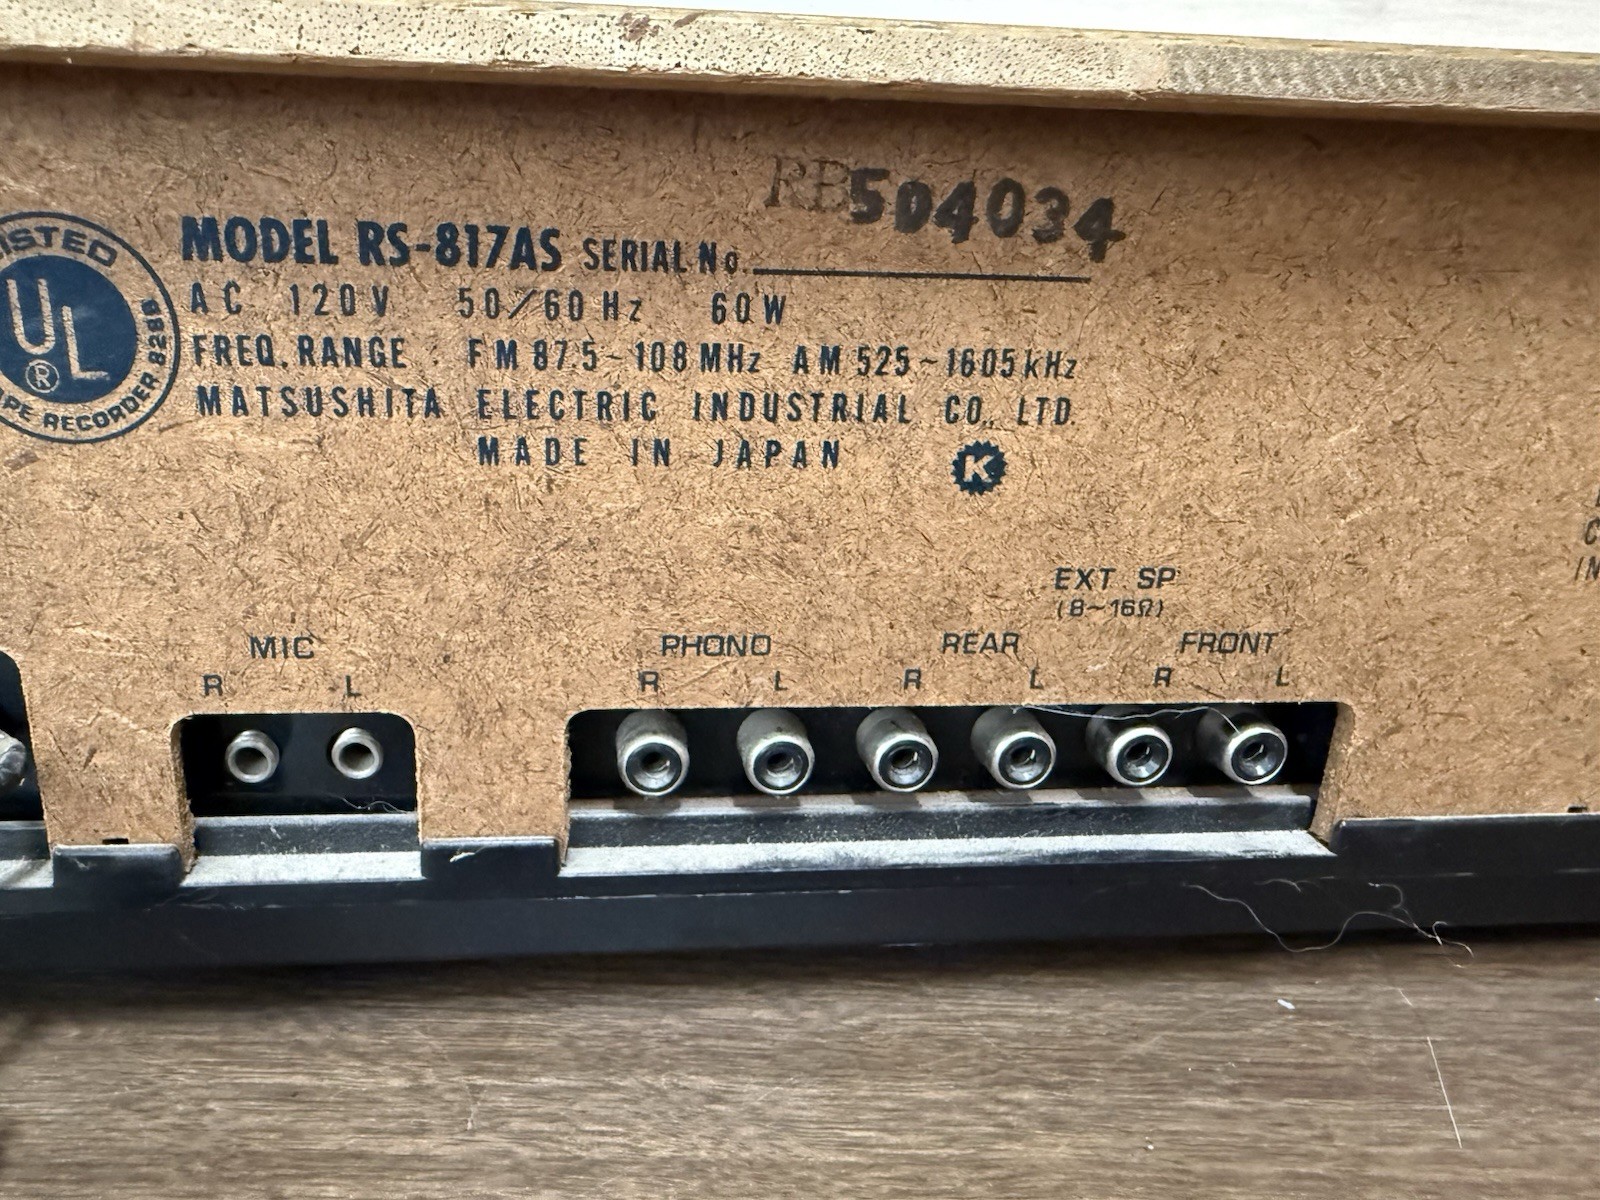 RB504034
MODEL RS-817AS SERIAL No.
AC 120V 50/60Hz 60W
FREQ. RANGE : FM 87.5~108MHz AM 525~1605kHz
MATSUSHITA ELECTRIC INDUSTRIAL CO., LTD.
MADE IN JAPAN
K
UL
®
RECORDER 828B
EXT SP
(8~16Ω)
MIC PHONO REAR FRONT
R L R L R L R L